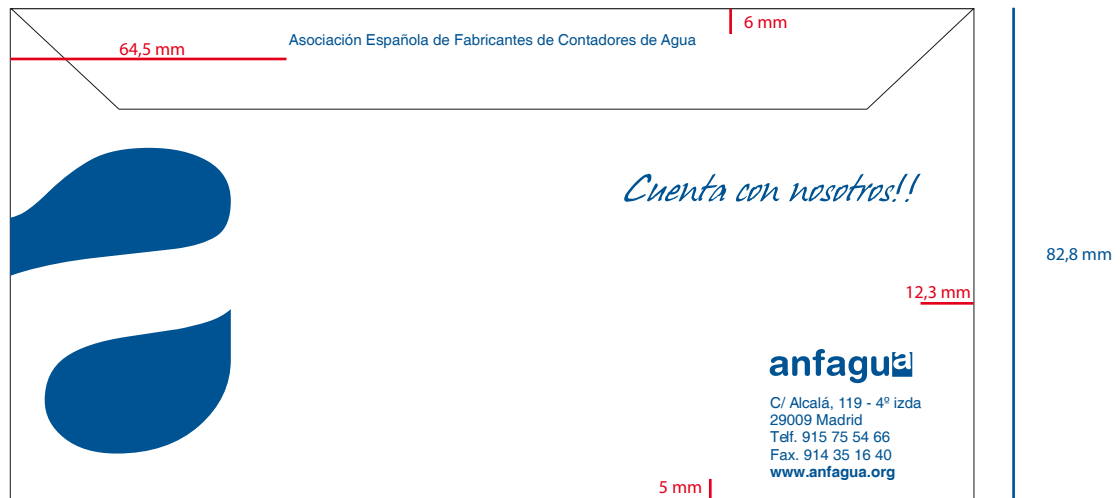 6 mm
Asociación Española de Fabricantes de Contadores de Agua
64,5 mm
Cuenta con nosotros!!
82,8 mm
12,3 mm
anfagua
C/ Alcalá, 119 - 4º izda
29009 Madrid
Telf. 915 75 54 66
Fax. 914 35 16 40
www.anfagua.org
5 mm